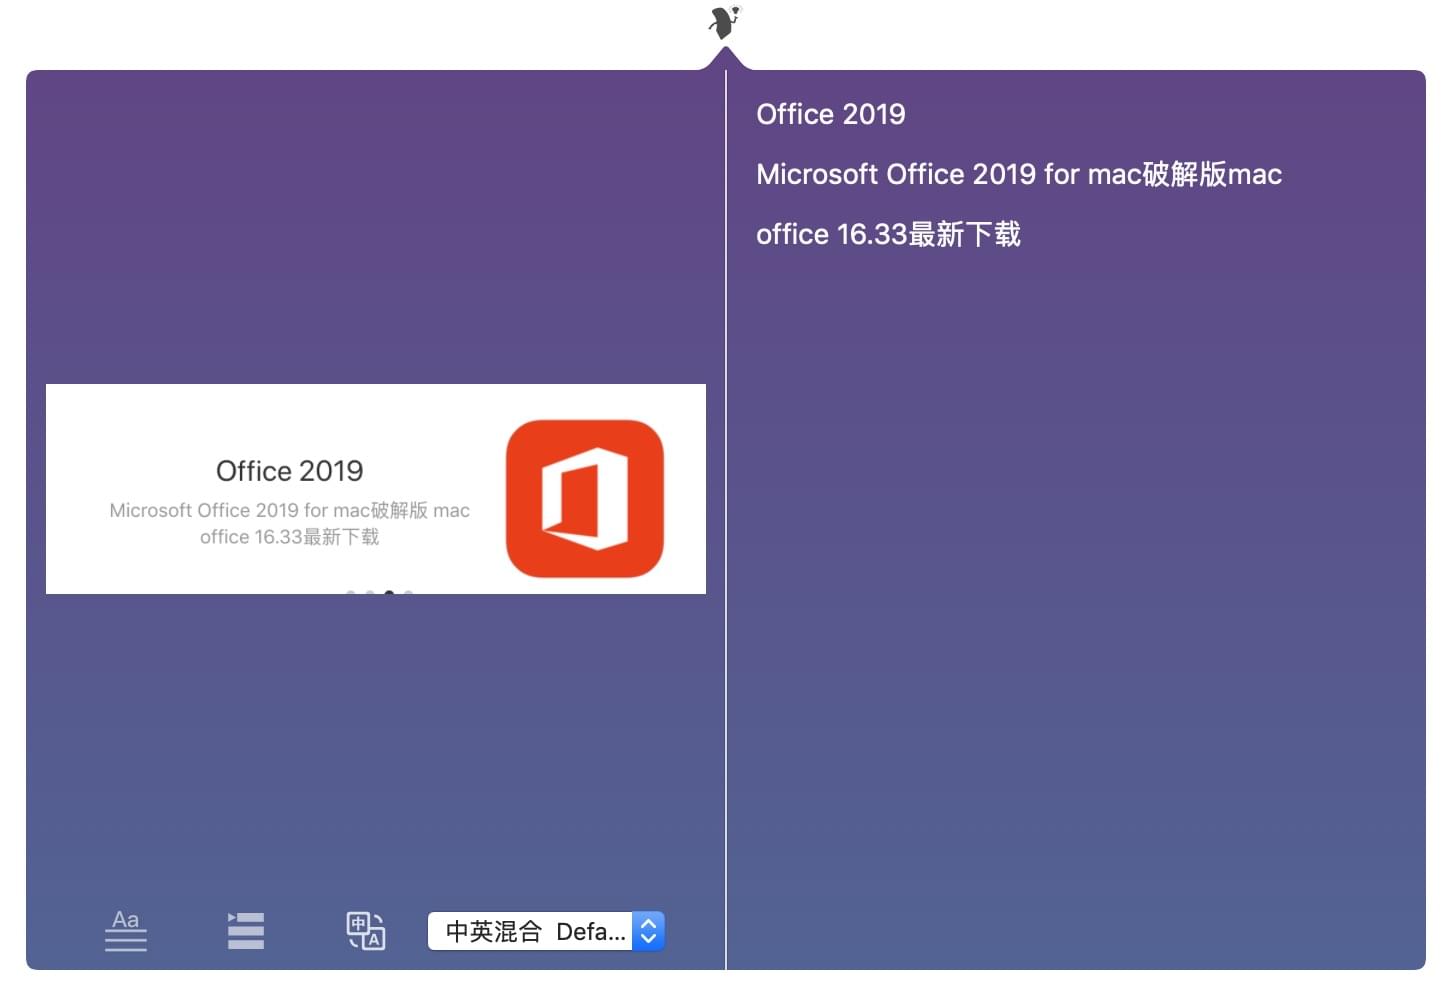 Office 2019
Microsoft Office 2019 for mac破解版 mac
office 16.33最新下载
Aa
中A
中英混合 Defa...
Office 2019
Microsoft Office 2019 for mac破解版mac
office 16.33最新下载